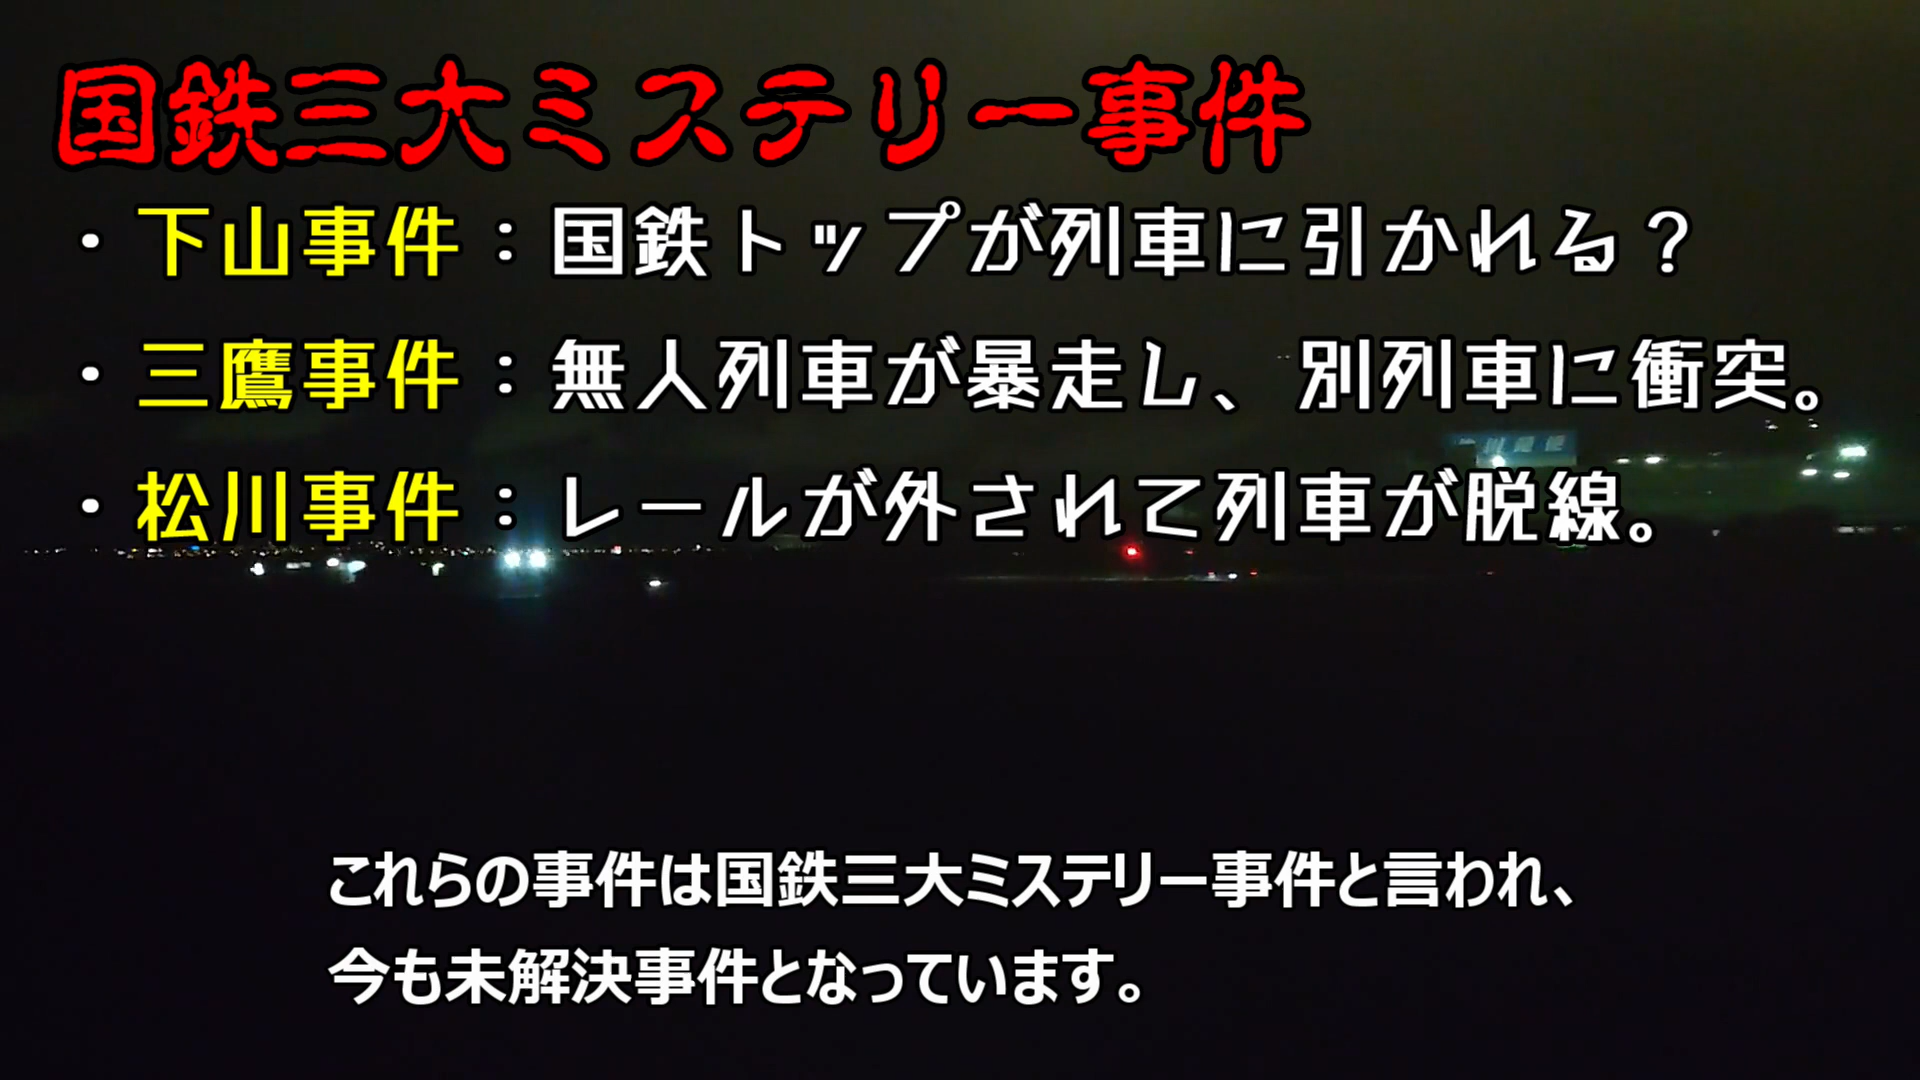 国鉄三大ミステリー事件
・下山事件：国鉄トップが列車に引かれる？
・三鷹事件：無人列車が暴走し、別列車に衝突。
・松川事件：レールが外されて列車が脱線。
これらの事件は国鉄三大ミステリー事件と言われ、
今も未解決事件となっています。